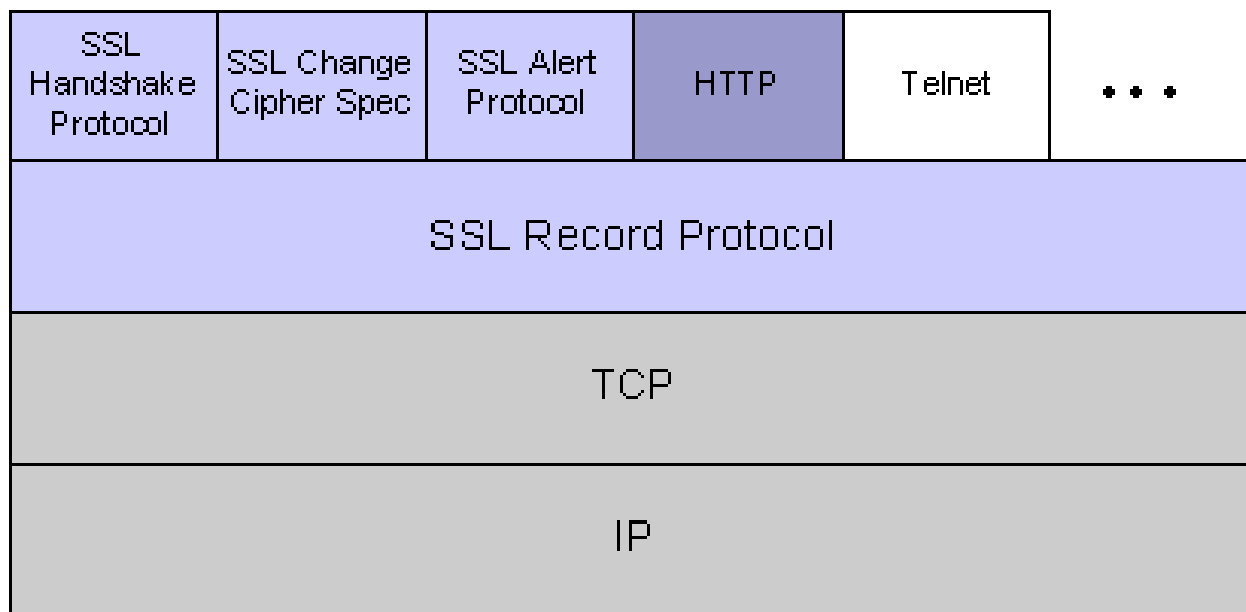 SSL
Handshake
Protocol
SSL Change
Cipher Spec
SSL Alert
Protocol
HTTP
Telnet
...
SSL Record Protocol
TCP
IP